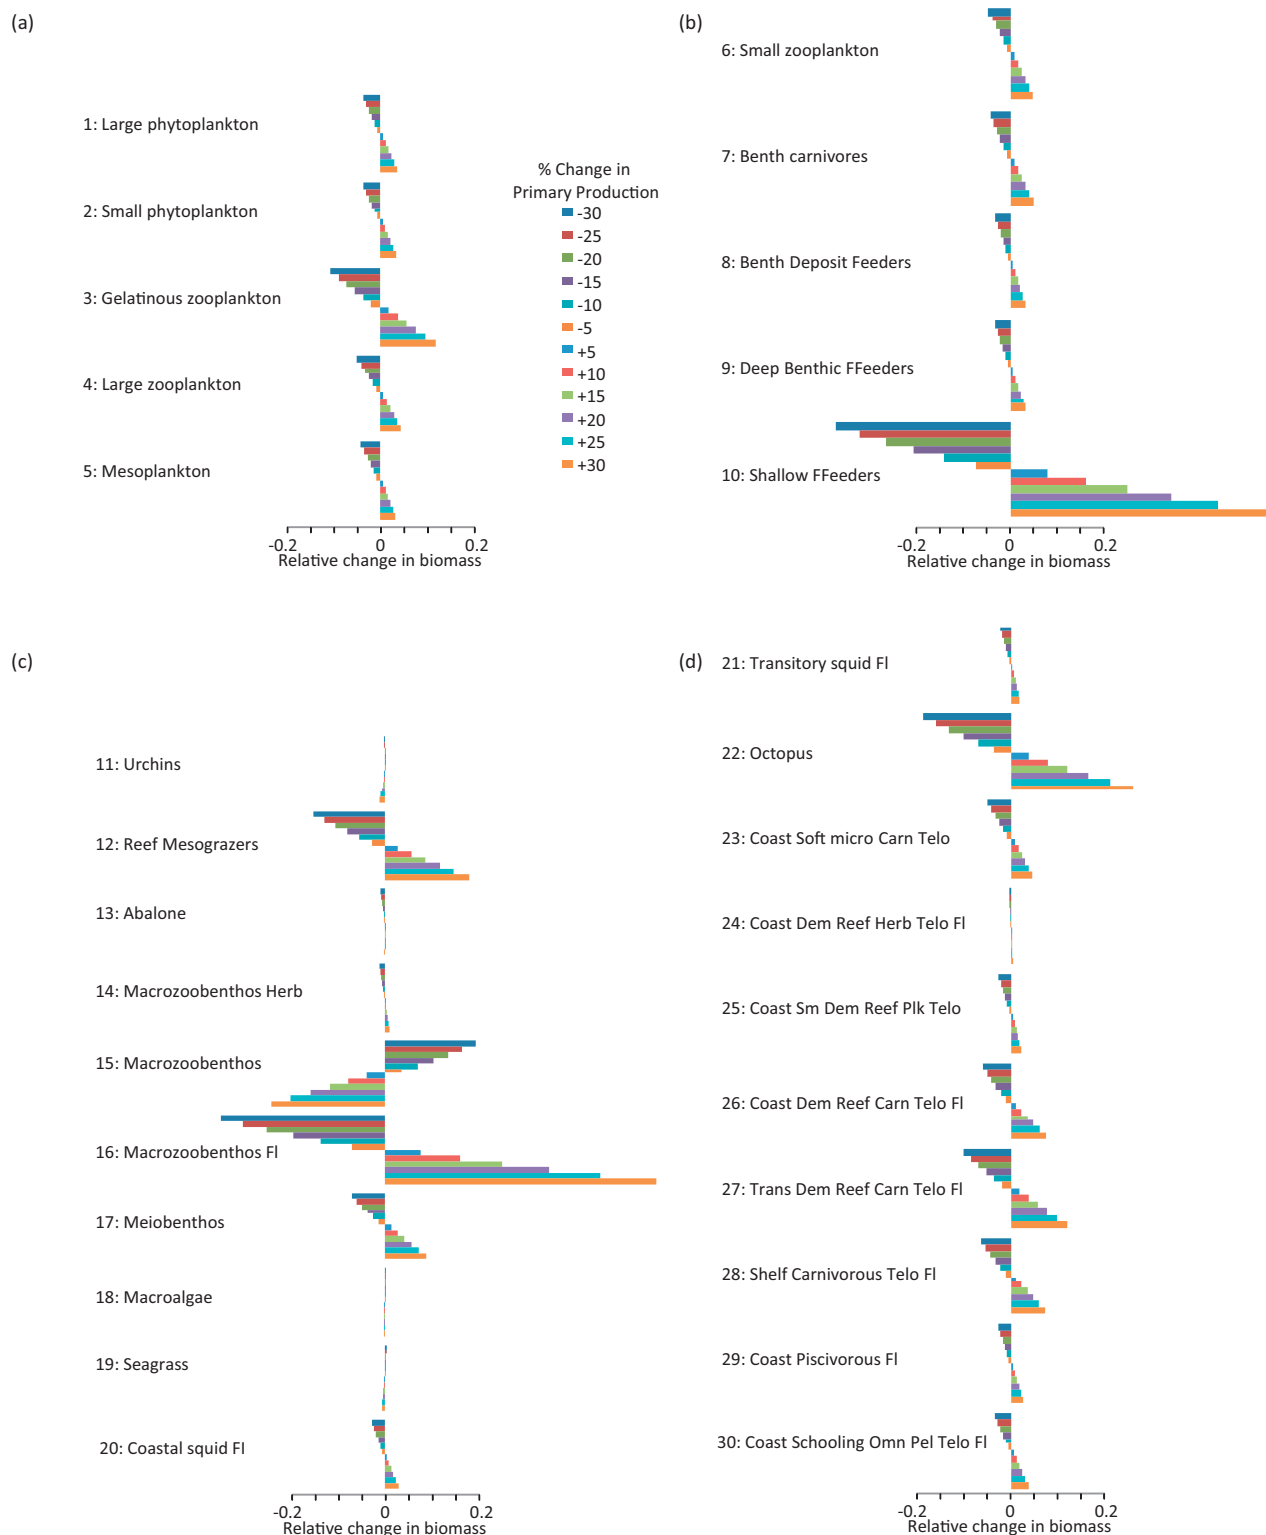 (a)
1: Large phytoplankton
2: Small phytoplankton
3: Gelatinous zooplankton
4: Large zooplankton
5: Mesoplankton
-0.2 0 0.2
Relative change in biomass
% Change in
Primary Production
-30
-25
-20
-15
-10
-5
+5
+10
+15
+20
+25
+30
(b)
6: Small zooplankton
7: Benth carnivores
8: Benth Deposit Feeders
9: Deep Benthic FFeeders
10: Shallow FFeeders
-0.2 0 0.2
Relative change in biomass
(c)
11: Urchins
12: Reef Mesograzers
13: Abalone
14: Macrozoobenthos Herb
15: Macrozoobenthos
16: Macrozoobenthos Fl
17: Meiobenthos
18: Macroalgae
19: Seagrass
20: Coastal squid Fl
-0.2 0 0.2
Relative change in biomass
(d)
21: Transitory squid Fl
22: Octopus
23: Coast Soft micro Carn Telo
24: Coast Dem Reef Herb Telo Fl
25: Coast Sm Dem Reef Plk Telo
26: Coast Dem Reef Carn Telo Fl
27: Trans Dem Reef Carn Telo Fl
28: Shelf Carnivorous Telo Fl
29: Coast Piscivorous Fl
30: Coast Schooling Omn Pel Telo Fl
-0.2 0 0.2
Relative change in biomass